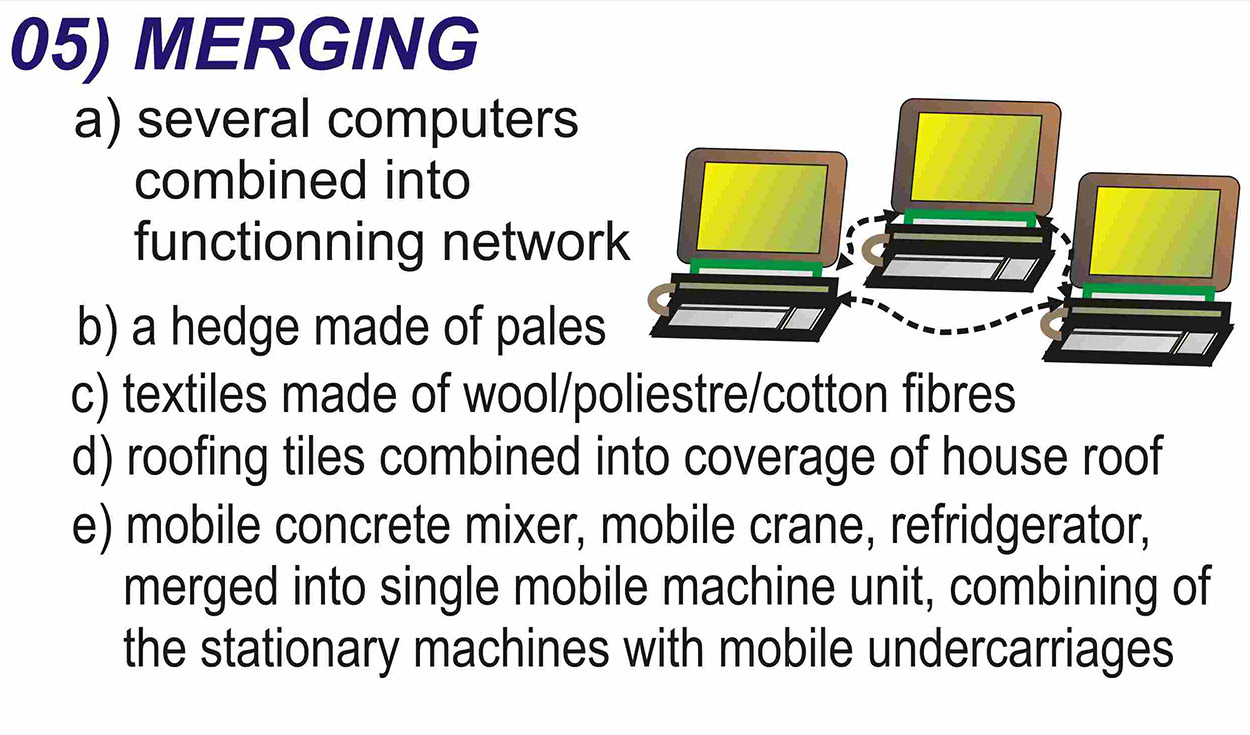 05) MERGING
a) several computers
combined into
functionning network
b) a hedge made of pales
c) textiles made of wool/poliestre/cotton fibres
d) roofing tiles combined into coverage of house roof
e) mobile concrete mixer, mobile crane, refridgerator,
merged into single mobile machine unit, combining of
the stationary machines with mobile undercarriages